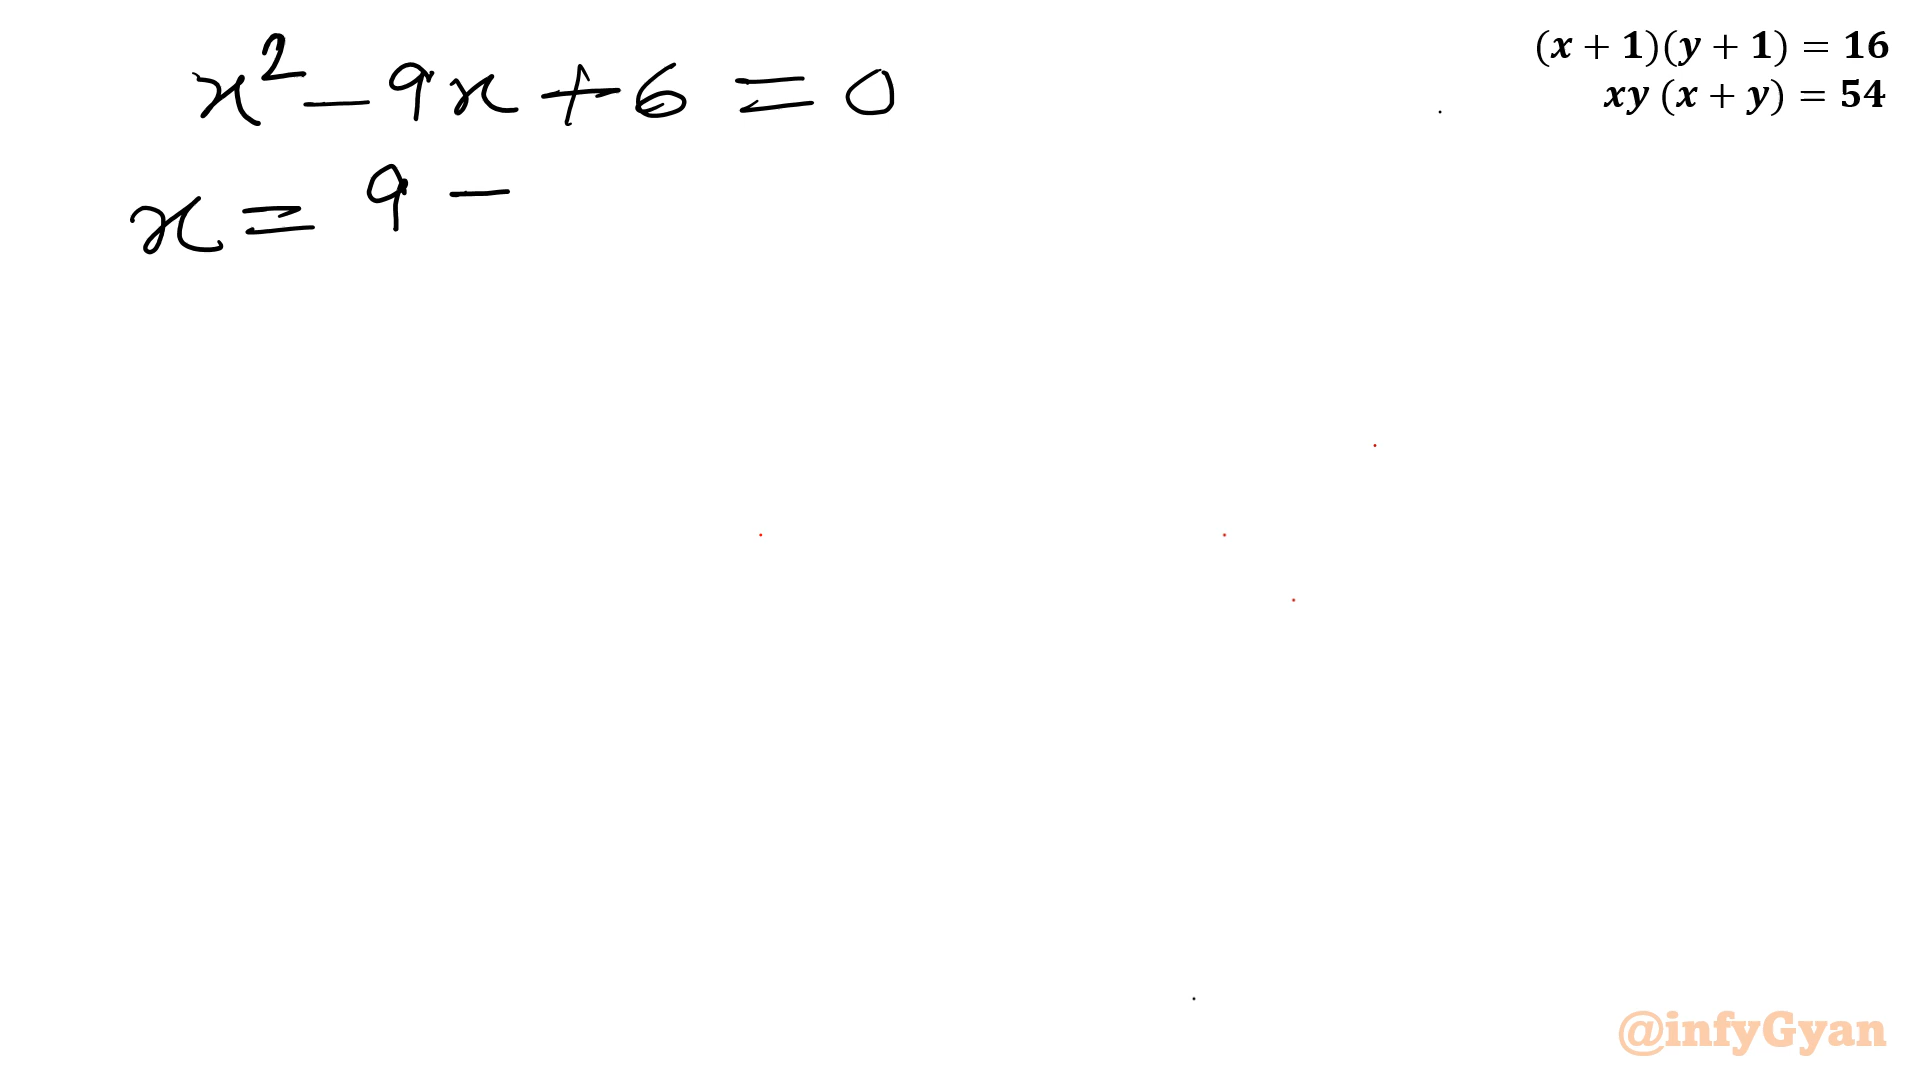 x² - 9x + 6 = 0
x = 9 -
(x + 1)(y + 1) = 16
xy (x + y) = 54
@infyGyan